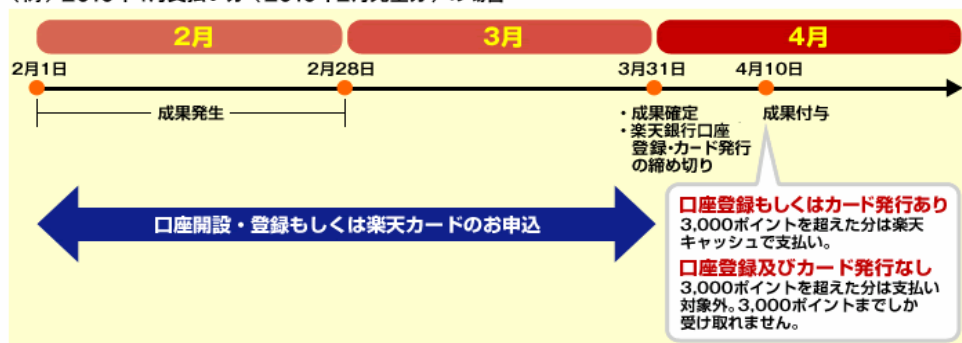 2月
3月
4月
2月1日
2月28日
3月31日
4月10日
成果発生
・成果確定
・楽天銀行口座
登録・カード発行
の締め切り
成果付与
口座開設・登録もしくは楽天カードのお申込
口座登録もしくはカード発行あり
3,000ポイントを超えた分は楽天
キャッシュで支払い。
口座登録及びカード発行なし
3,000ポイントを超えた分は支払い
対象外。3,000ポイントまでしか
受け取れません。